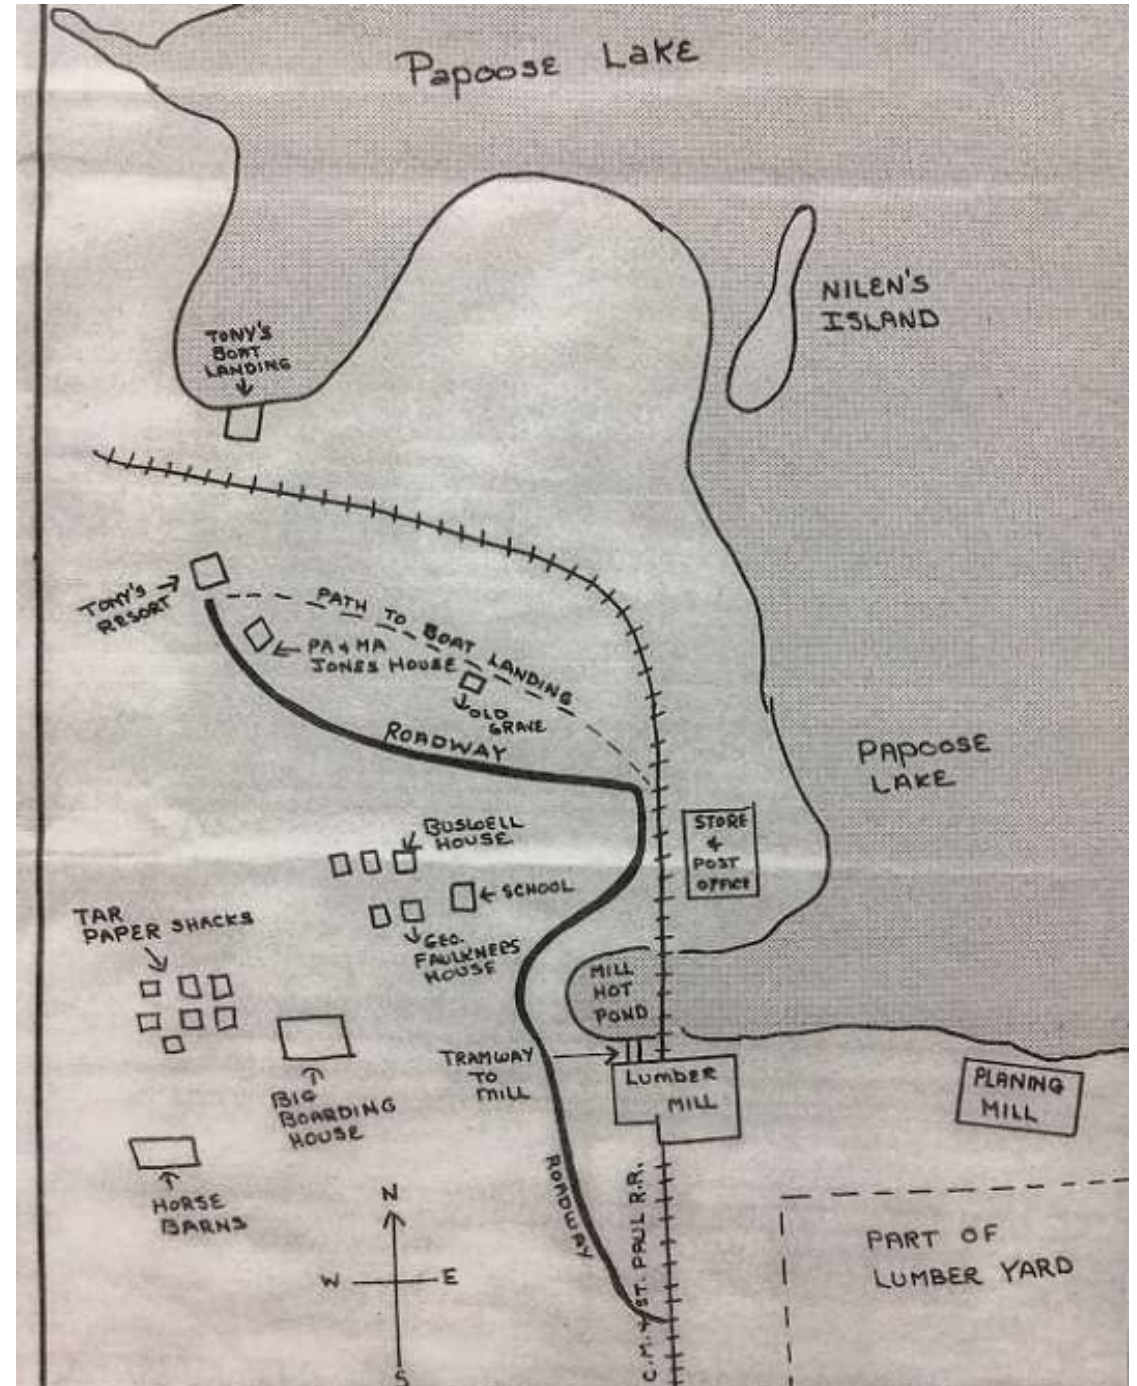 Papoose Lake
NILEN'S
ISLAND
TONY'S
BOAT
LANDING
TONY'S
RESORT
PATH TO BOAT LANDING
PA & MA
JONES HOUSE
OLD
GRAVE
ROADWAY
PAPOOSE
LAKE
BUSWELL
HOUSE
STORE
&
POST
OFFICE
SCHOOL
TAR
PAPER SHACKS
GEO.
FAULKNERS
HOUSE
MILL
HOT
POND
TRAMWAY
TO
MILL
LUMBER
MILL
PLANING
MILL
BIG
BOARDING
HOUSE
HORSE
BARNS
ROADWAY
C.M. & ST. PAUL R.R.
PART OF
LUMBER YARD
N
W E
S